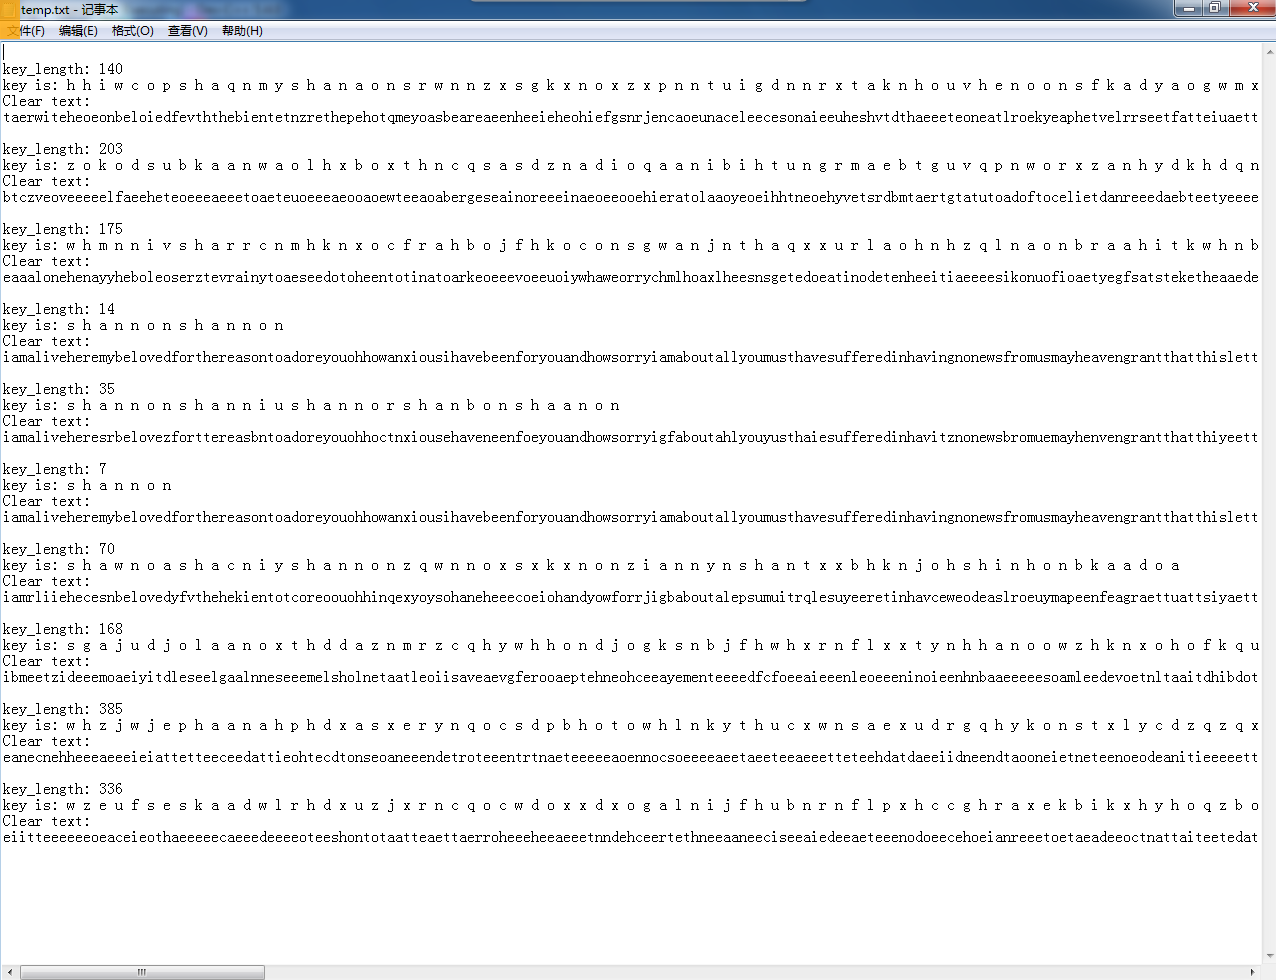 temp.txt - 记事本
文件(F) 编辑(E) 格式(O) 查看(V) 帮助(H)
key_length: 140
key is: h h i w c o p s h a q n m y s h a n a o n s r w n n z x s g k x n o x z x p n n t u i g d n n r x t a k n h o u v h e n o o n s f k a d y a o g w m x
Clear text:
taerwiteheoeonbeloiedfevththebientetnzrethepehotqmeyoasbeareaeenheeieheohiefgsnrjencaoeunaceleecesonaieeuheshvtdthaeeeteoneatlroekyeaphetvelrrseetfatteiuaett
key_length: 203
key is: z o k o d s u b k a a n w a o l h x b o x t h n c q s a s d z n a d i o q a a n i b i h t u n g r m a e b t g u v q p n w o r x z a n h y d k h d q n
Clear text:
btczveoveeeeelfaeeheteoeeeaeeetoaeteuoeeeaeooaoewteeaoabergeseainoreeeinaeoeeooehieratolaaoyeoeihhtneoehyvetsrdbmtaertgtatutoadoftocelietdanreeedaebteetyeeee
key_length: 175
key is: w h m n n i v s h a r r c n m h k n x o c f r a h b o j f h k o c o n s g w a n j n t h a q x x u r l a o h n h z q l n a o n b r a a h i t k w h n b
Clear text:
eaaalonehenayyheboleoserztevrainytoaeseedotoheentotinatoarkeoeeevoeeuoiywhaweorrychmlhoaxlheesnsgetedoeatinodetenheeitiaeeeesikonuofioaetyegfsatsteketheaaede
key_length: 14
key is: s h a n n o n s h a n n o n
Clear text:
iamaliveheremybelovedforthereasontoadoreyouohhowanxiousihavebeenforyouandhowsorryiamaboutallyoumusthavesufferedinhavingnonewsfromusmayheavengrantthatthislett
key_length: 35
key is: s h a n n o n s h a n n i u s h a n n o r s h a n b o n s h a a n o n
Clear text:
iamaliveheresrbelovezforttereasbntoadoreyouohhoctnxiousehaveneenfoeyouandhowsorryigfaboutahlyouyusthaiesufferedinhavitznonewsbromuemayhenvengrantthatthiyeett
key_length: 7
key is: s h a n n o n
Clear text:
iamaliveheremybelovedforthereasontoadoreyouohhowanxiousihavebeenforyouandhowsorryiamaboutallyoumusthavesufferedinhavingnonewsfromusmayheavengrantthatthislett
key_length: 70
key is: s h a w n o a s h a c n i y s h a n n o n z q w n n o x s x k x n o n z i a n n y n s h a n t x x b h k n j o h s h i n h o n b k a a d o a
Clear text:
iamrliiehecesnbelovedyfvthehekientotcoreoouohhinqexyoysohaneheeecoeiohandyowforrjigbaboutalepsumuitrqlesuyeeretinhavceweodeaslroeuymapeenfeagraettuattsiyaett
key_length: 168
key is: s g a j u d j o l a a n o x t h d d a z n m r z c q h y w h h o n d j o g k s n b j f h w h x r n f l x x t y n h h a n o o w z h k n x o h o f k q u
Clear text:
ibmeetzideeemoaeiyitdleseelgaalnneseeemelsholnetaatleoiisaveaevgferooaeptehneohceeayementeeeedfcfoeeaieeenleoeeeninoieenhnbaaeeeeesoamleedevoetnltaaitdhibdot
key_length: 385
key is: w h z j w j e p h a a n a h p h d x a s x e r y n q o c s d p b h o t o w h l n k y t h u c x w n s a e x u d r g q h y k o n s t x l y c d z q z q x
Clear text:
eanecnehheeeaeeeieiattetteeceedattieohtecdtonseoaneeendetroteeentrtnaeteeeeeaoennocsoeeeeaeetaeeteeaeeetteteehdatdaeeiidneendtaooneietneteenoeodeanitieeeeett
key_length: 336
key is: w z e u f s e s k a a d w l r h d x u z j x r n c q o c w d o x x d x o g a l n i j f h u b n r n f l p x h c c g h r a x e k b i k x h y h o q z b o
Clear text:
eiitteeeeeeoeaceieothaeeeeecaeeedeeeeoteeshontotaatteaettaerroheeeheeaeeetnndehceertethneeaaneeciseeaiedeeaeteeenodoeecehoeianreeetoetaeadeeoctnattaiteetedat